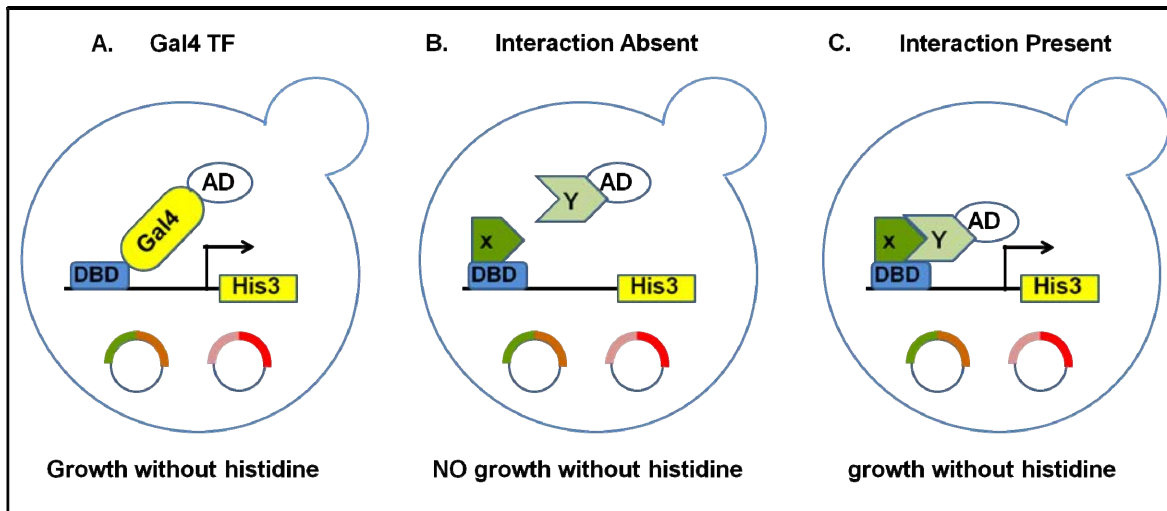 A. Gal4 TF
AD
Gal4
DBD
His3
Growth without histidine
B. Interaction Absent
AD
Y
x
DBD
His3
NO growth without histidine
C. Interaction Present
AD
x
Y
DBD
His3
growth without histidine